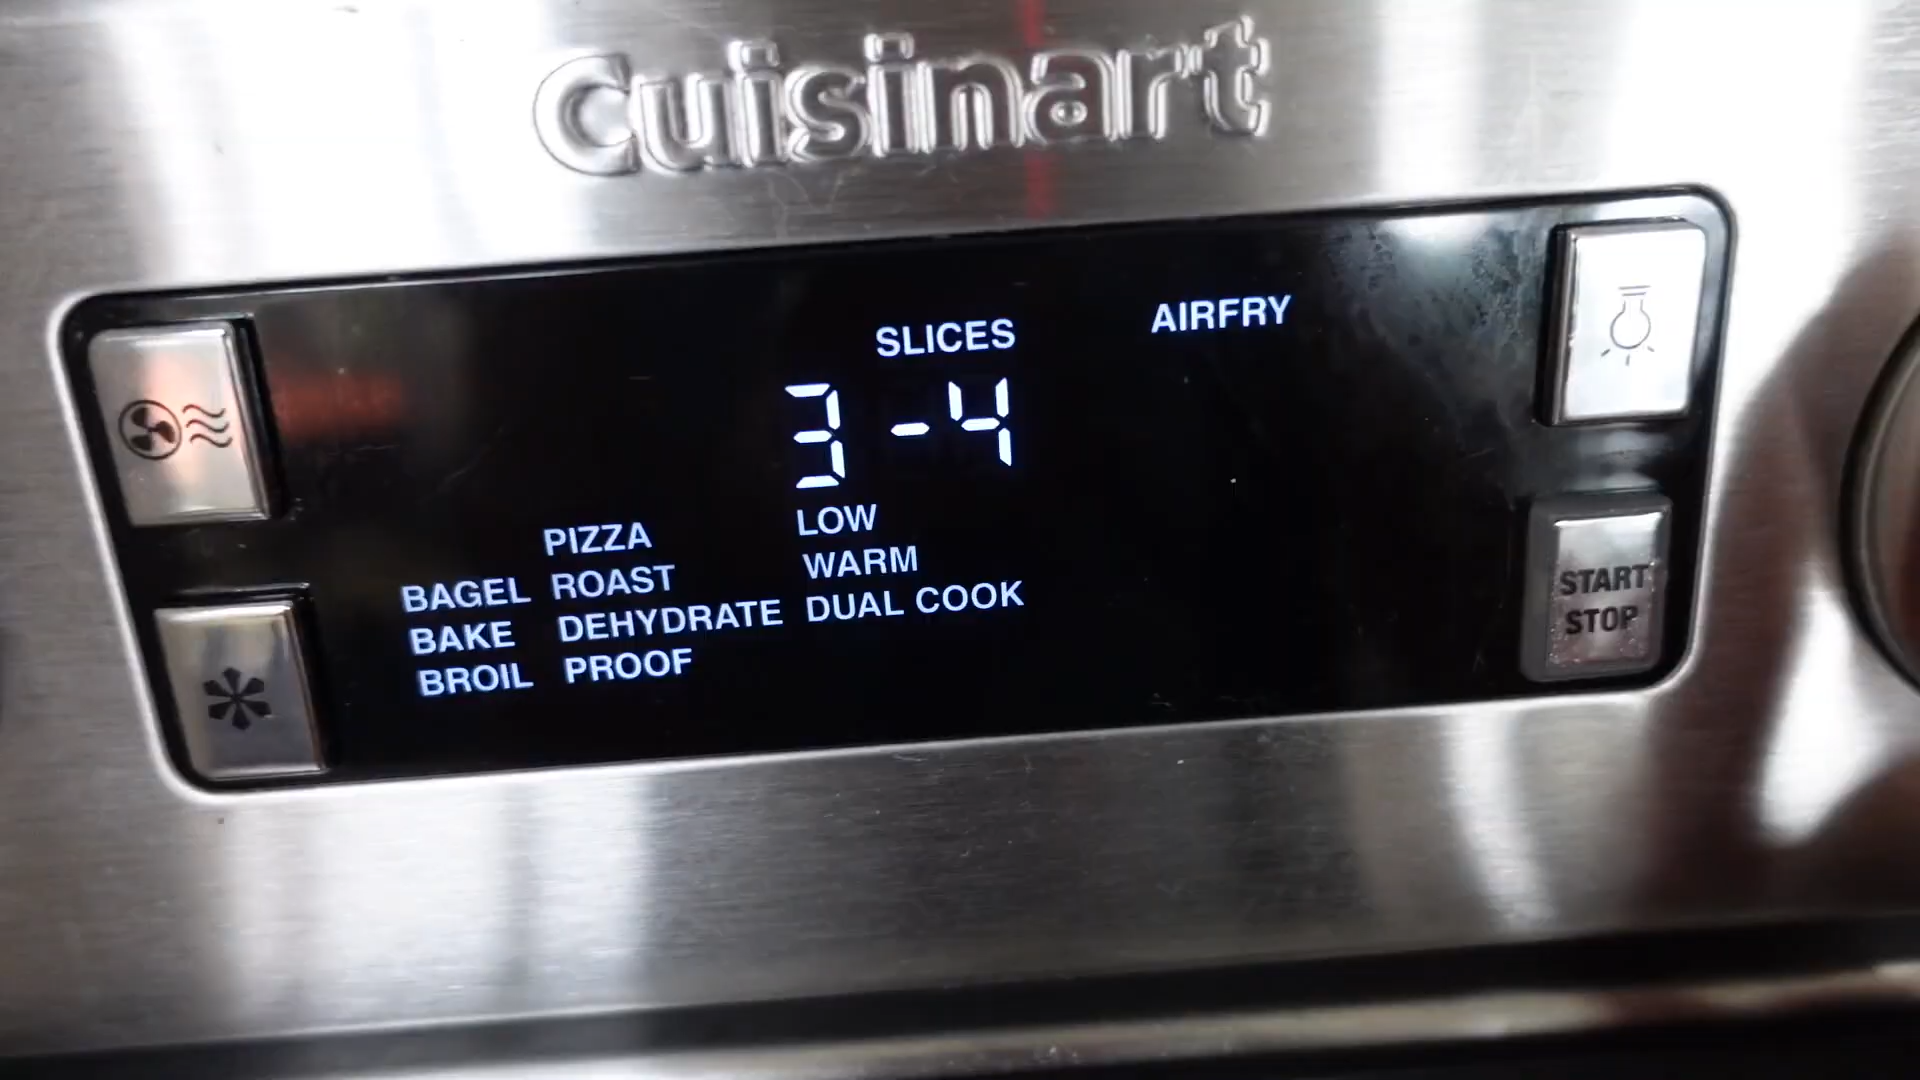 Cuisinart
SLICES AIRFRY
3-4
PIZZA LOW
BAGEL ROAST WARM
BAKE DEHYDRATE DUAL COOK
BROIL PROOF
START
STOP